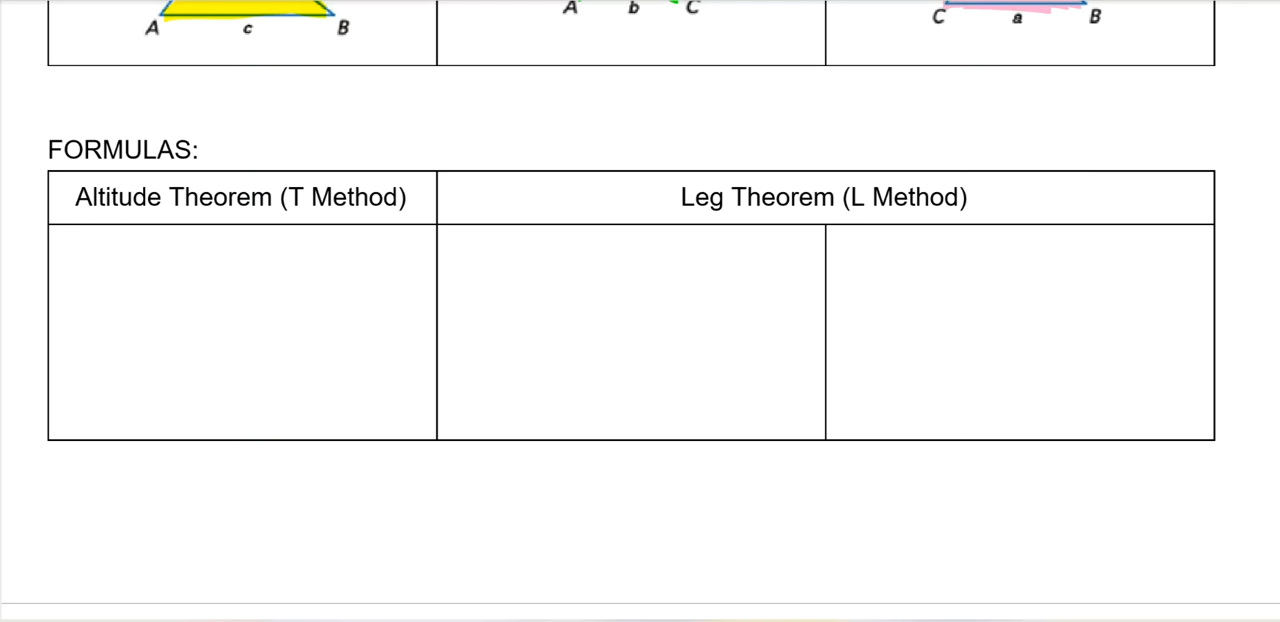 A b C
C a B
A c B
FORMULAS:
Altitude Theorem (T Method) Leg Theorem (L Method)